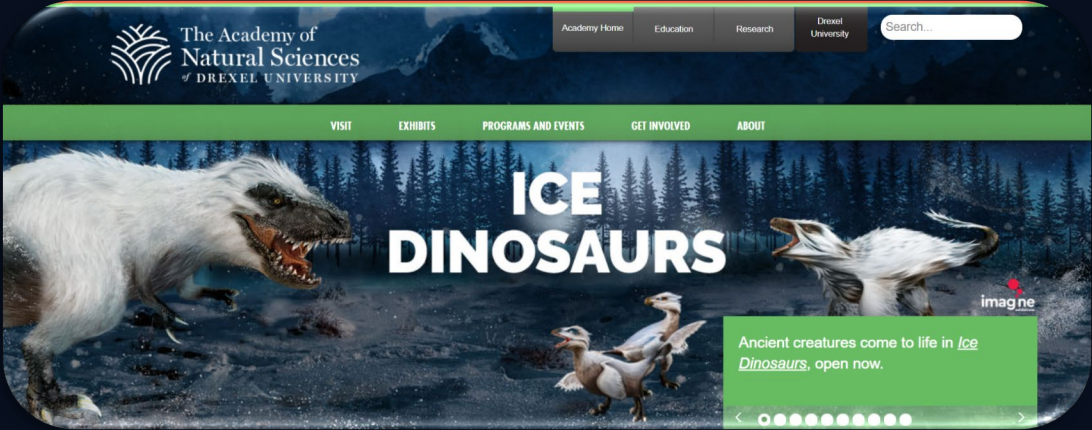 The Academy of
Natural Sciences
of DREXEL UNIVERSITY
Academy Home
Education
Research
Drexel
University
Search...
VISIT
EXHIBITS
PROGRAMS AND EVENTS
GET INVOLVED
ABOUT
ICE
DINOSAURS
imagine
Ancient creatures come to life in Ice
Dinosaurs, open now.